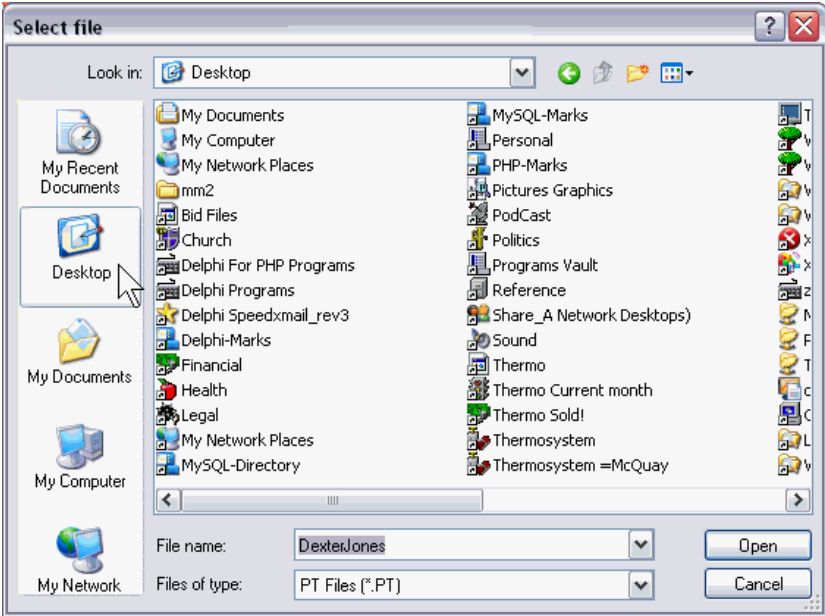 Select file
Look in: Desktop
My Recent Documents
Desktop
My Documents
My Computer
My Network
My Documents
My Computer
My Network Places
mm2
Bid Files
Church
Delphi For PHP Programs
Delphi Programs
Delphi Speedxmail_rev3
Delphi-Marks
Financial
Health
Legal
My Network Places
MySQL-Directory
MySQL-Marks
Personal
PHP-Marks
Pictures Graphics
PodCast
Politics
Programs Vault
Reference
Share_A Network Desktops)
Sound
Thermo
Thermo Current month
Thermo Sold!
Thermosystem
Thermosystem =McQuay
File name: DexterJones
Open
Files of type: PT Files (*.PT)
Cancel